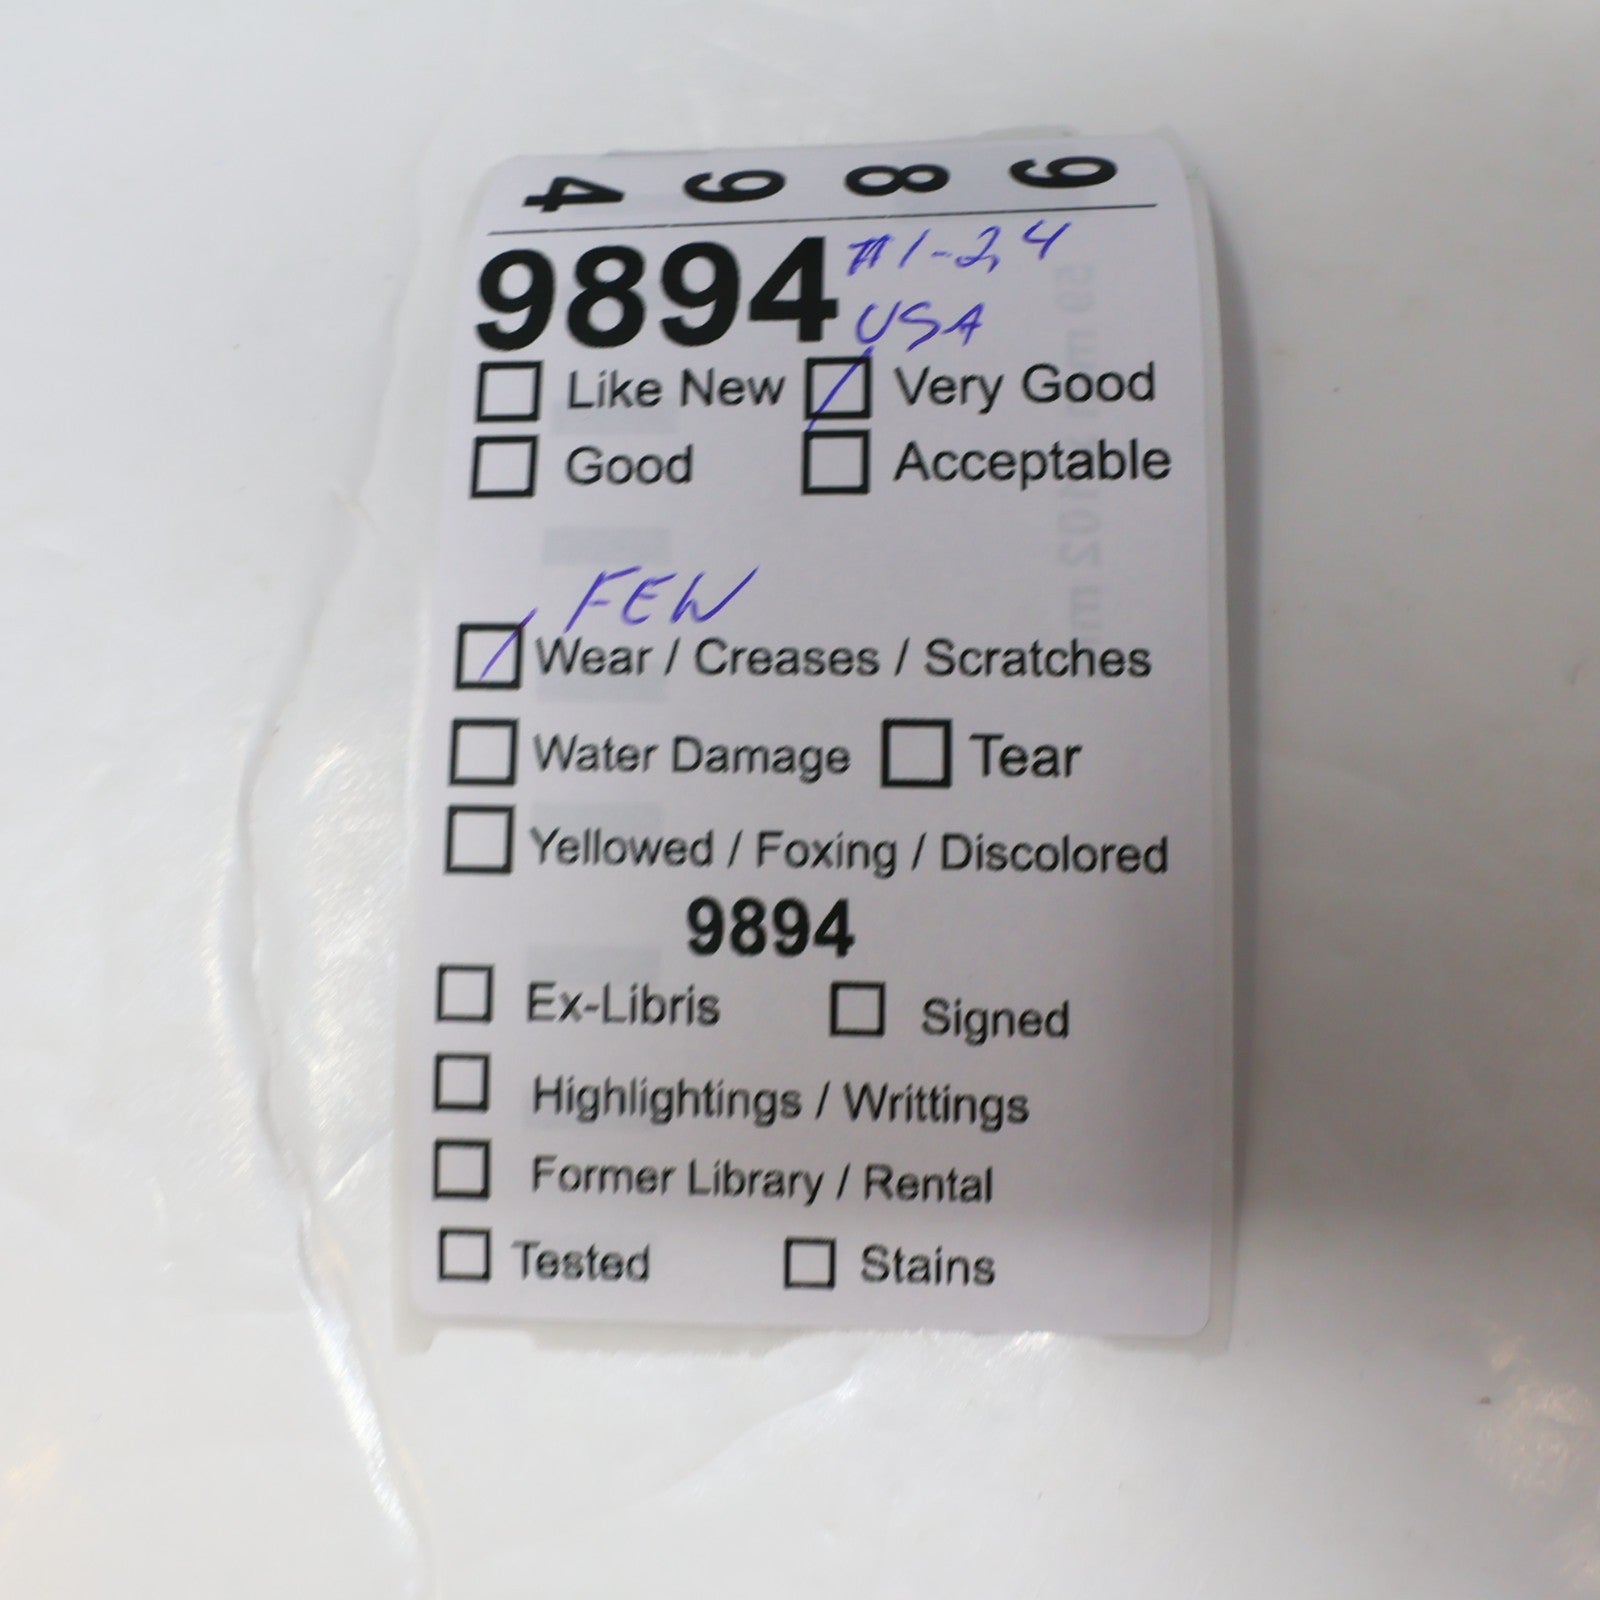 9 8 9 4
9894 #1-2, 4
USA
Like New Very Good
Good Acceptable
FEW
Wear / Creases / Scratches
Water Damage Tear
Yellowed / Foxing / Discolored
9894
Ex-Libris Signed
Highlightings / Writtings
Former Library / Rental
Tested Stains